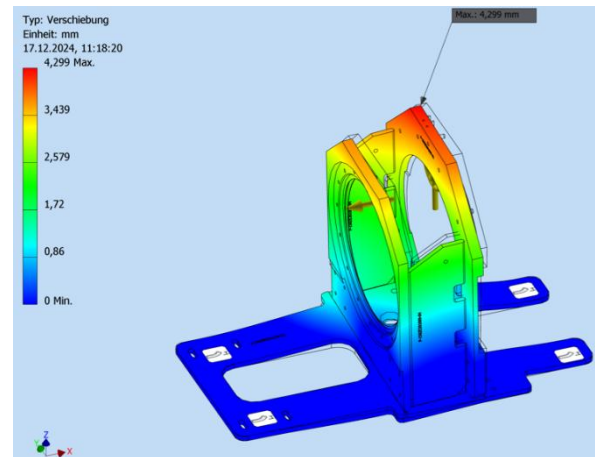 Typ: Verschiebung
Einheit: mm
17.12.2024, 11:18:20
4,299 Max.
3,439
2,579
1,72
0,86
0 Min.
Max.: 4,299 mm
Z
Y
X